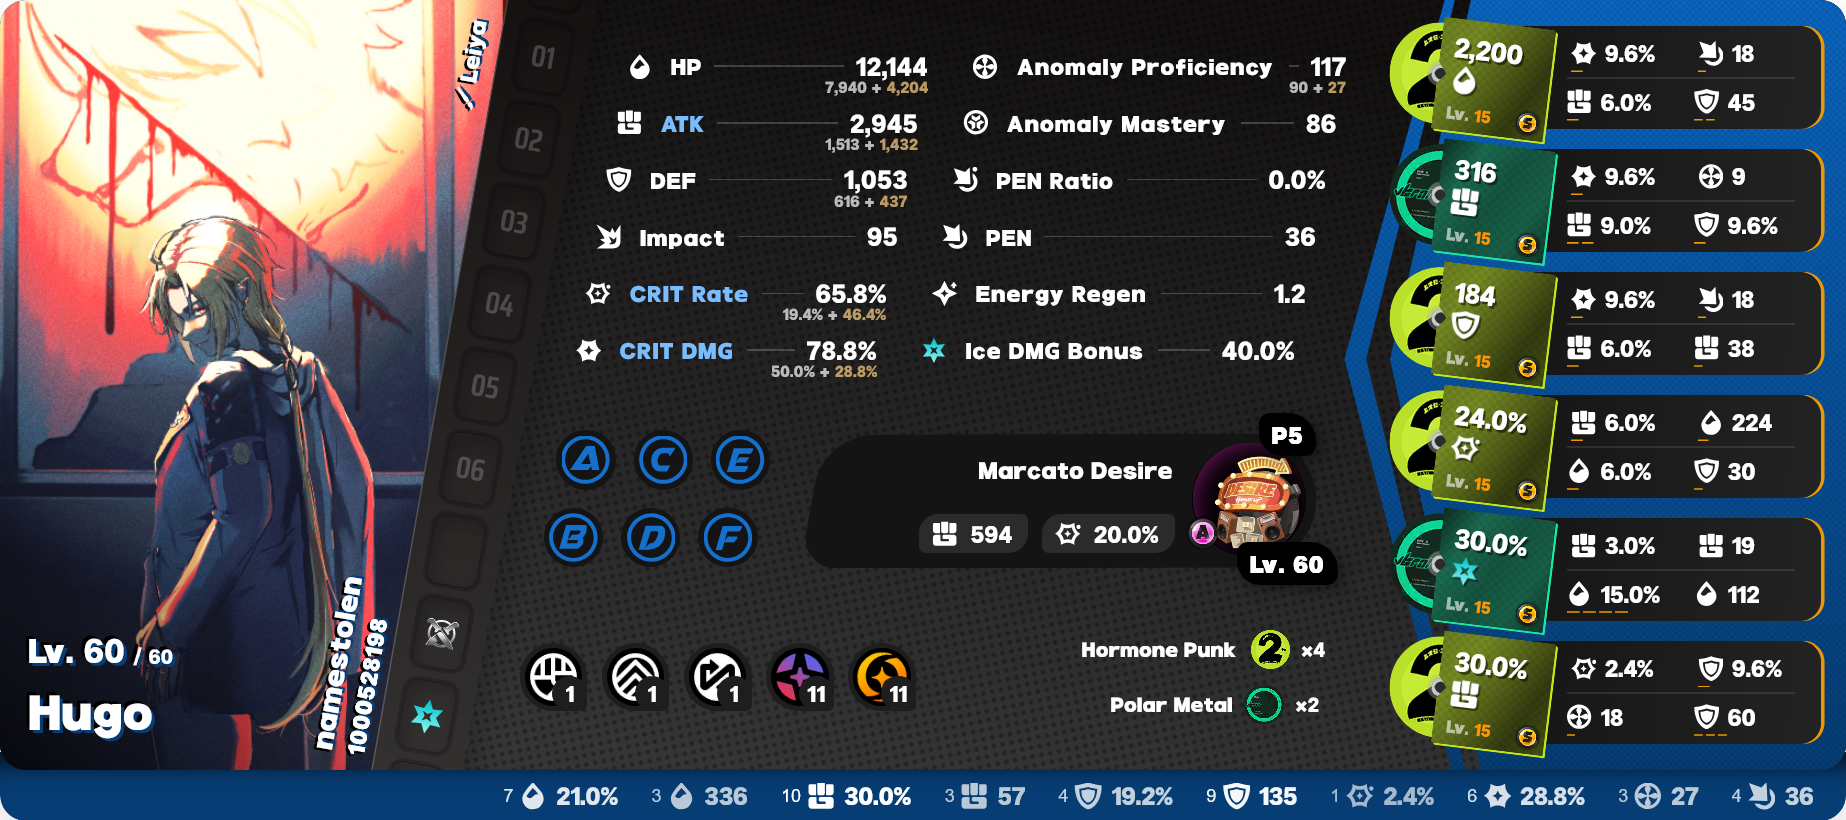 Leiya
Lv. 60 / 60
Hugo
namestolen
1000528198
01
02
03
04
05
06
HP 12,144
7,940 + 4,204
ATK 2,945
1,513 + 1,432
DEF 1,053
616 + 437
Impact 95
CRIT Rate 65.8%
19.4% + 46.4%
CRIT DMG 78.8%
50.0% + 28.8%
Anomaly Proficiency 117
90 + 27
Anomaly Mastery 86
PEN Ratio 0.0%
PEN 36
Energy Regen 1.2
Ice DMG Bonus 40.0%
A C E
B D F
P5
Marcato Desire
594 20.0%
A
Lv. 60
DESIRE
1 1 1 11 11
Hormone Punk 2 ×4
Polar Metal ×2
2,200
Lv. 15 S
9.6% 18
6.0% 45
316
Lv. 15 S
9.6% 9
9.0% 9.6%
184
Lv. 15 S
9.6% 18
6.0% 38
24.0%
Lv. 15 S
6.0% 224
6.0% 30
30.0%
Lv. 15 S
3.0% 19
15.0% 112
30.0%
Lv. 15 S
2.4% 9.6%
18 60
7 21.0% 3 336 10 30.0% 3 57 4 19.2% 9 135 1 2.4% 6 28.8% 3 27 4 36